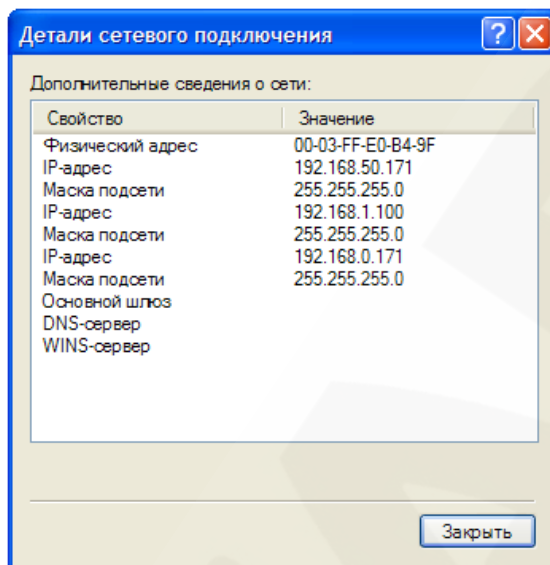 Детали сетевого подключения
Дополнительные сведения о сети:
Свойство Значение
Физический адрес 00-03-FF-E0-B4-9F
IP-адрес 192.168.50.171
Маска подсети 255.255.255.0
IP-адрес 192.168.1.100
Маска подсети 255.255.255.0
IP-адрес 192.168.0.171
Маска подсети 255.255.255.0
Основной шлюз
DNS-сервер
WINS-сервер
Закрыть